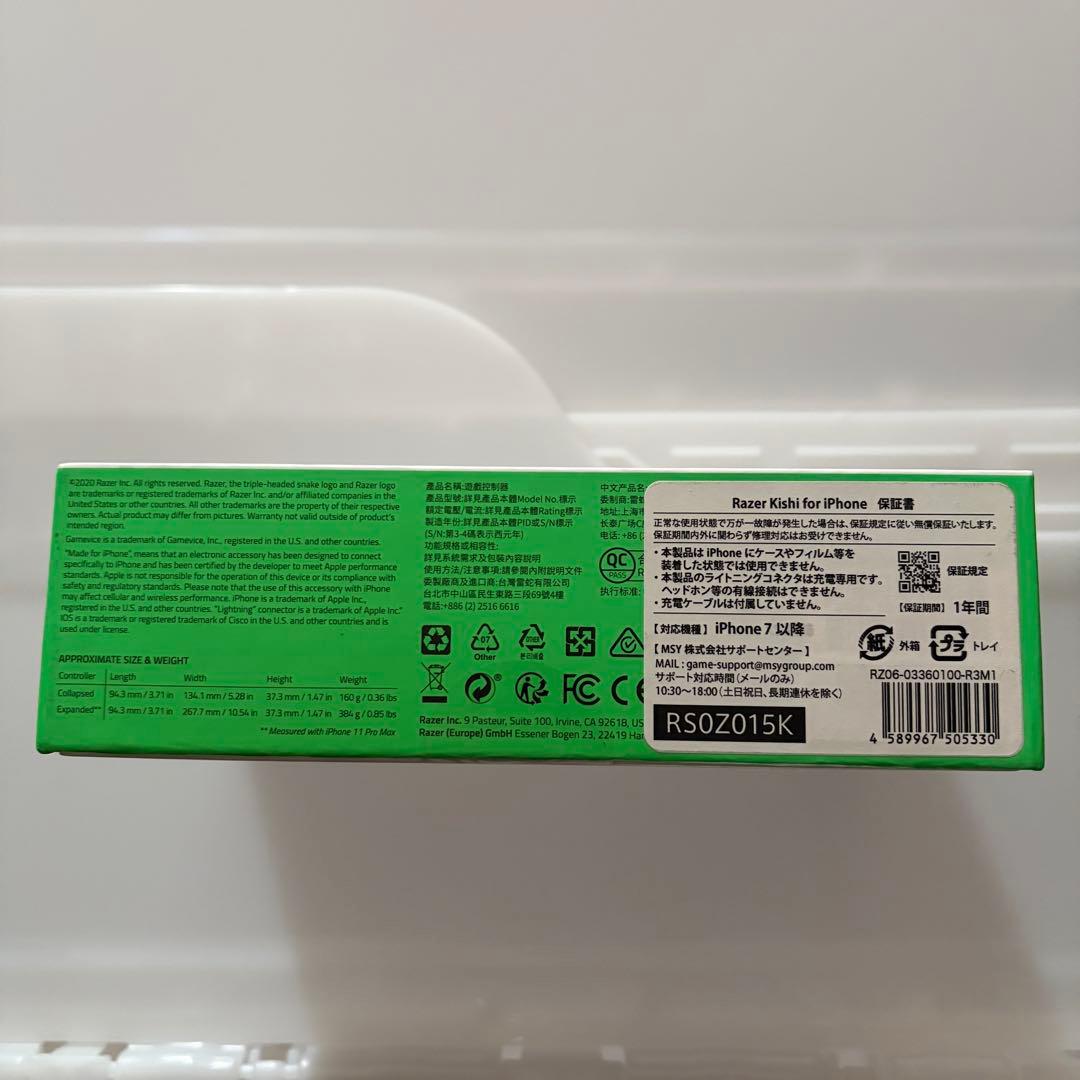 ©2020 Razer Inc. All rights reserved. Razer, the triple-headed snake logo and Razer logo
are trademarks or registered trademarks of Razer Inc. and/or affiliated companies in the
United States or other countries. All other trademarks are the property of their respective
owners. Actual product may differ from pictures. Warranty not valid outside of product's
intended region.
Gamevice is a trademark of Gamevice, Inc., registered in the U.S. and other countries.
"Made for iPhone", means that an electronic accessory has been designed to connect
specifically to iPhone and has been certified by the developer to meet Apple performance
standards. Apple is not responsible for the operation of this device or its compliance with
safety and regulatory standards. Please note that the use of this accessory with iPhone
may affect cellular and wireless performance. iPhone is a trademark of Apple Inc.,
registered in the U.S. and other countries. "Lightning" connector is a trademark of Apple Inc."
IOS is a trademark or registered trademark of Cisco in the U.S. and other countries and is
used under license.
APPROXIMATE SIZE & WEIGHT
Controller Length Width Height Weight
Collapsed 94.3 mm / 3.71 in 134.1 mm / 5.28 in 37.3 mm / 1.47 in 160 g / 0.36 lbs
Expanded** 94.3 mm / 3.71 in 267.7 mm / 10.54 in 37.3 mm / 1.47 in 384 g / 0.85 lbs
** Measured with iPhone 11 Pro Max
產品名稱:遊戲控制器
產品型號:詳見產品本體Model No.標示
額定電壓/電流:詳見產品本體Rating標示
製造年份:詳見產品本體PID或S/N標示
(S/N:第3-4碼表示西元年)
功能規格或相容性:
詳見系統需求及包裝內容說明
使用方法/注意事項:請參閱內附說明文件
委製廠商及進口商:台灣雷蛇有限公司
台北市中山區民生東路三段69號4樓
電話:+886 (2) 2516 6616
中文产品名
委制商:雷
地址:上海市
长泰广场C
电话: +86 (
QC
PASS
执行标准:
07
Other
OTHER
FC
CE
Razer Inc. 9 Pasteur, Suite 100, Irvine, CA 92618, US
Razer (Europe) GmbH Essener Bogen 23, 22419 Ha
Razer Kishi for iPhone 保証書
正常な使用状態で万が一故障が発生した場合は、保証規定に従い無償保証いたします。
保証期間内外に関わらず修理対応はお受けできません。
・本製品は iPhone にケースやフィルム等を
装着した状態では使用できません。
・本製品のライトニングコネクタは充電専用です。
ヘッドホン等の有線接続はできません。
・充電ケーブルは付属していません。
保証規定
【保証期間】 1年間
【対応機種】 iPhone 7 以降
【 MSY 株式会社サポートセンター 】
MAIL : game-support@msygroup.com
サポート対応時間（メールのみ）
10:30〜18:00（土日祝日、長期連休を除く）
紙 外箱 プラ トレイ
RZ06-03360100-R3M1
RS0Z015K
4 589967 505330